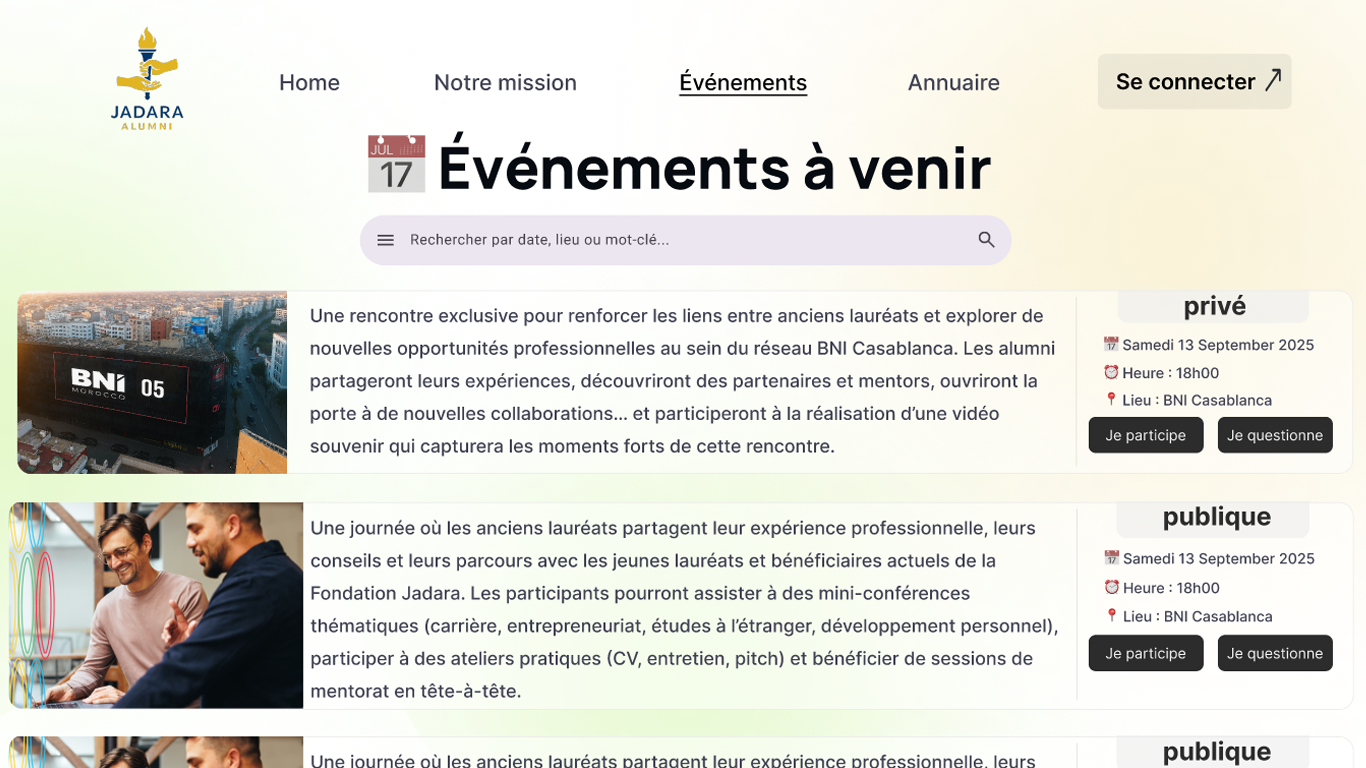 JADARA
ALUMNI
Home
Notre mission
Événements
Annuaire
Se connecter
JUL
17
Événements à venir
Rechercher par date, lieu ou mot-clé...
BNI
MOROCCO
05
Une rencontre exclusive pour renforcer les liens entre anciens lauréats et explorer de
nouvelles opportunités professionnelles au sein du réseau BNI Casablanca. Les alumni
partageront leurs expériences, découvriront des partenaires et mentors, ouvriront la
porte à de nouvelles collaborations... et participeront à la réalisation d’une vidéo
souvenir qui capturera les moments forts de cette rencontre.
privé
Samedi 13 September 2025
Heure : 18h00
Lieu : BNI Casablanca
Je participe
Je questionne
Une journée où les anciens lauréats partagent leur expérience professionnelle, leurs
conseils et leurs parcours avec les jeunes lauréats et bénéficiaires actuels de la
Fondation Jadara. Les participants pourront assister à des mini-conférences
thématiques (carrière, entrepreneuriat, études à l’étranger, développement personnel),
participer à des ateliers pratiques (CV, entretien, pitch) et bénéficier de sessions de
mentorat en tête-à-tête.
publique
Samedi 13 September 2025
Heure : 18h00
Lieu : BNI Casablanca
Je participe
Je questionne
Une journée où les anciens lauréats partagent leur expérience professionnelle, leurs
publique